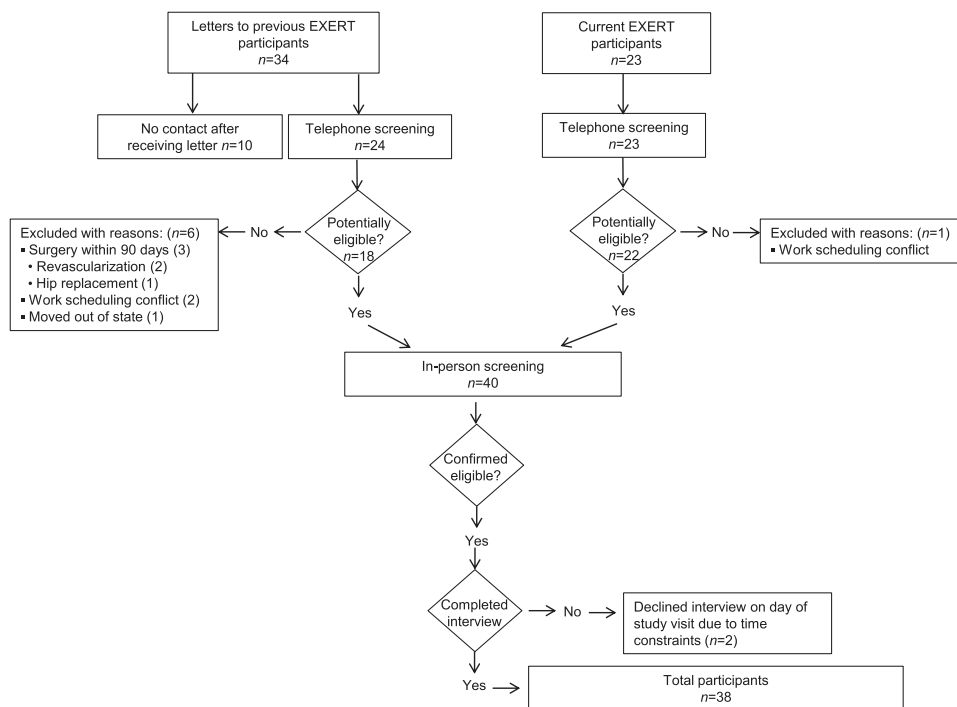 Letters to previous EXERT
participants
n=34
Current EXERT
participants
n=23
No contact after
receiving letter n=10
Telephone screening
n=24
Telephone screening
n=23
Excluded with reasons: (n=6)
▪ Surgery within 90 days (3)
• Revascularization (2)
• Hip replacement (1)
▪ Work scheduling conflict (2)
▪ Moved out of state (1)
No
Potentially
eligible?
n=18
Potentially
eligible?
n=22
No
Excluded with reasons: (n=1)
▪ Work scheduling conflict
Yes
Yes
In-person screening
n=40
Confirmed
eligible?
Yes
Completed
interview
No
Declined interview on day of
study visit due to time
constraints (n=2)
Yes
Total participants
n=38